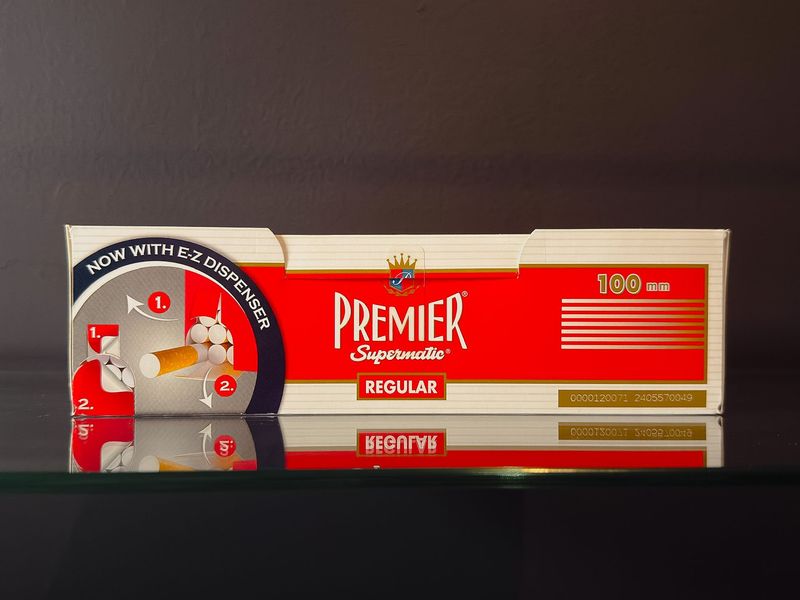 NOW WITH E-Z DISPENSER
1.
1.
2.
2.
PREMIER®
Supermatic®
REGULAR
100 mm
0000120071 2405570049